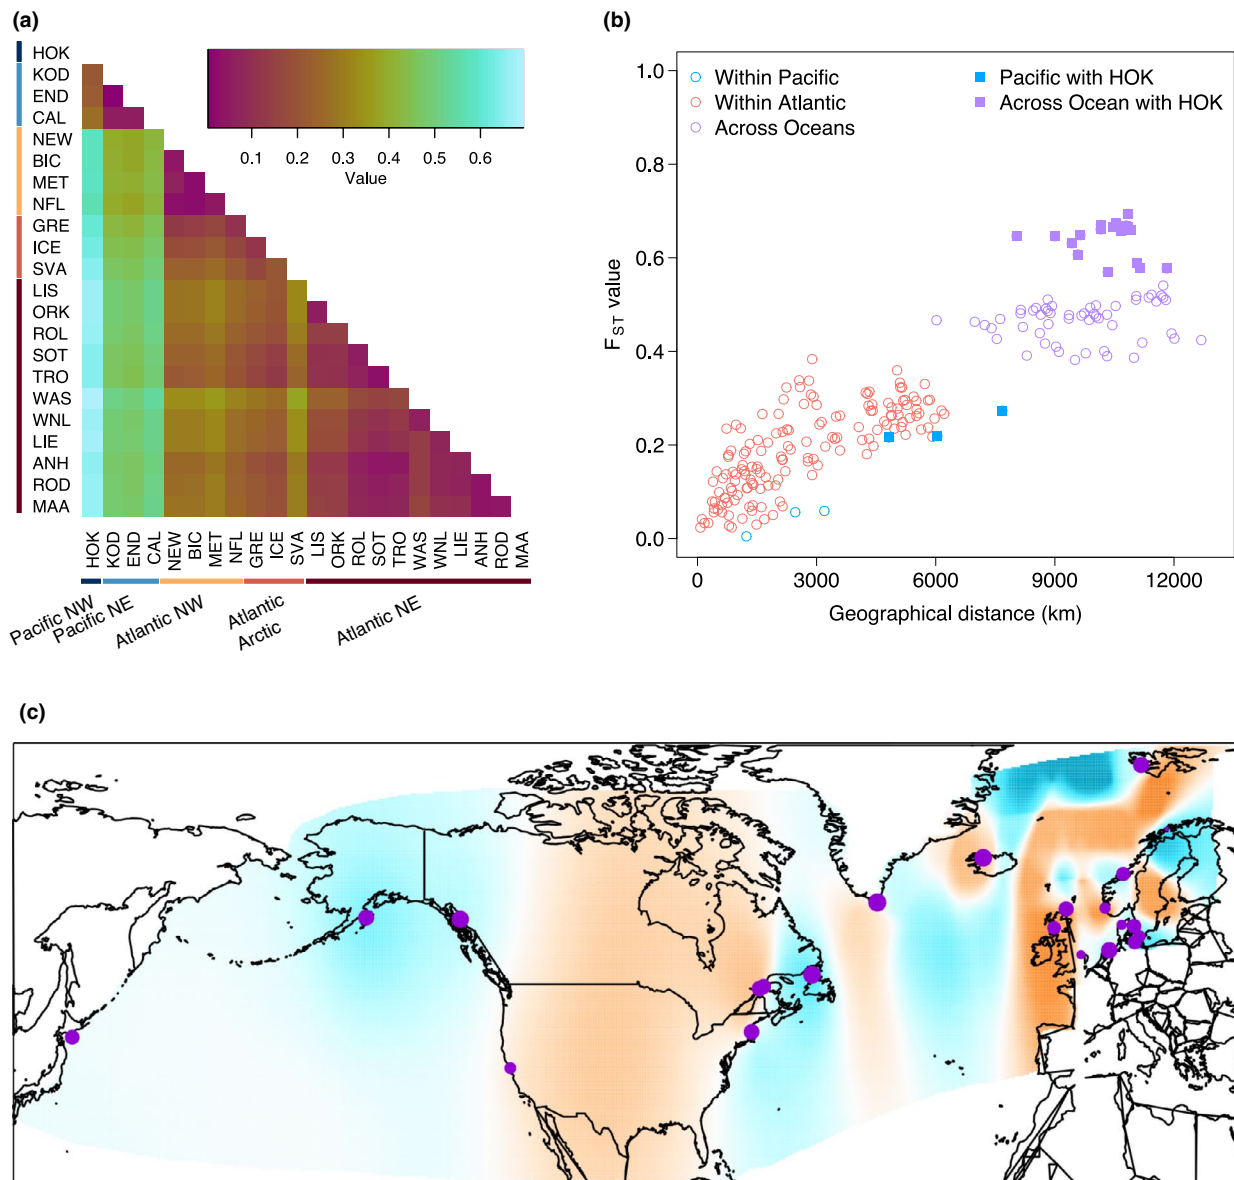 (a)
HOK
KOD
END
CAL
NEW
BIC
MET
NFL
GRE
ICE
SVA
LIS
ORK
ROL
SOT
TRO
WAS
WNL
LIE
ANH
ROD
MAA
0.1 0.2 0.3 0.4 0.5 0.6
Value
HOK KOD END CAL NEW BIC MET NFL GRE ICE SVA LIS ORK ROL SOT TRO WAS WNL LIE ANH ROD MAA
Pacific NW
Pacific NE
Atlantic NW
Atlantic
Arctic
Atlantic NE
(b)
Within Pacific
Within Atlantic
Across Oceans
Pacific with HOK
Across Ocean with HOK
1.0
0.8
0.6
0.4
0.2
0.0
FST value
0 3000 6000 9000 12000
Geographical distance (km)
(c)